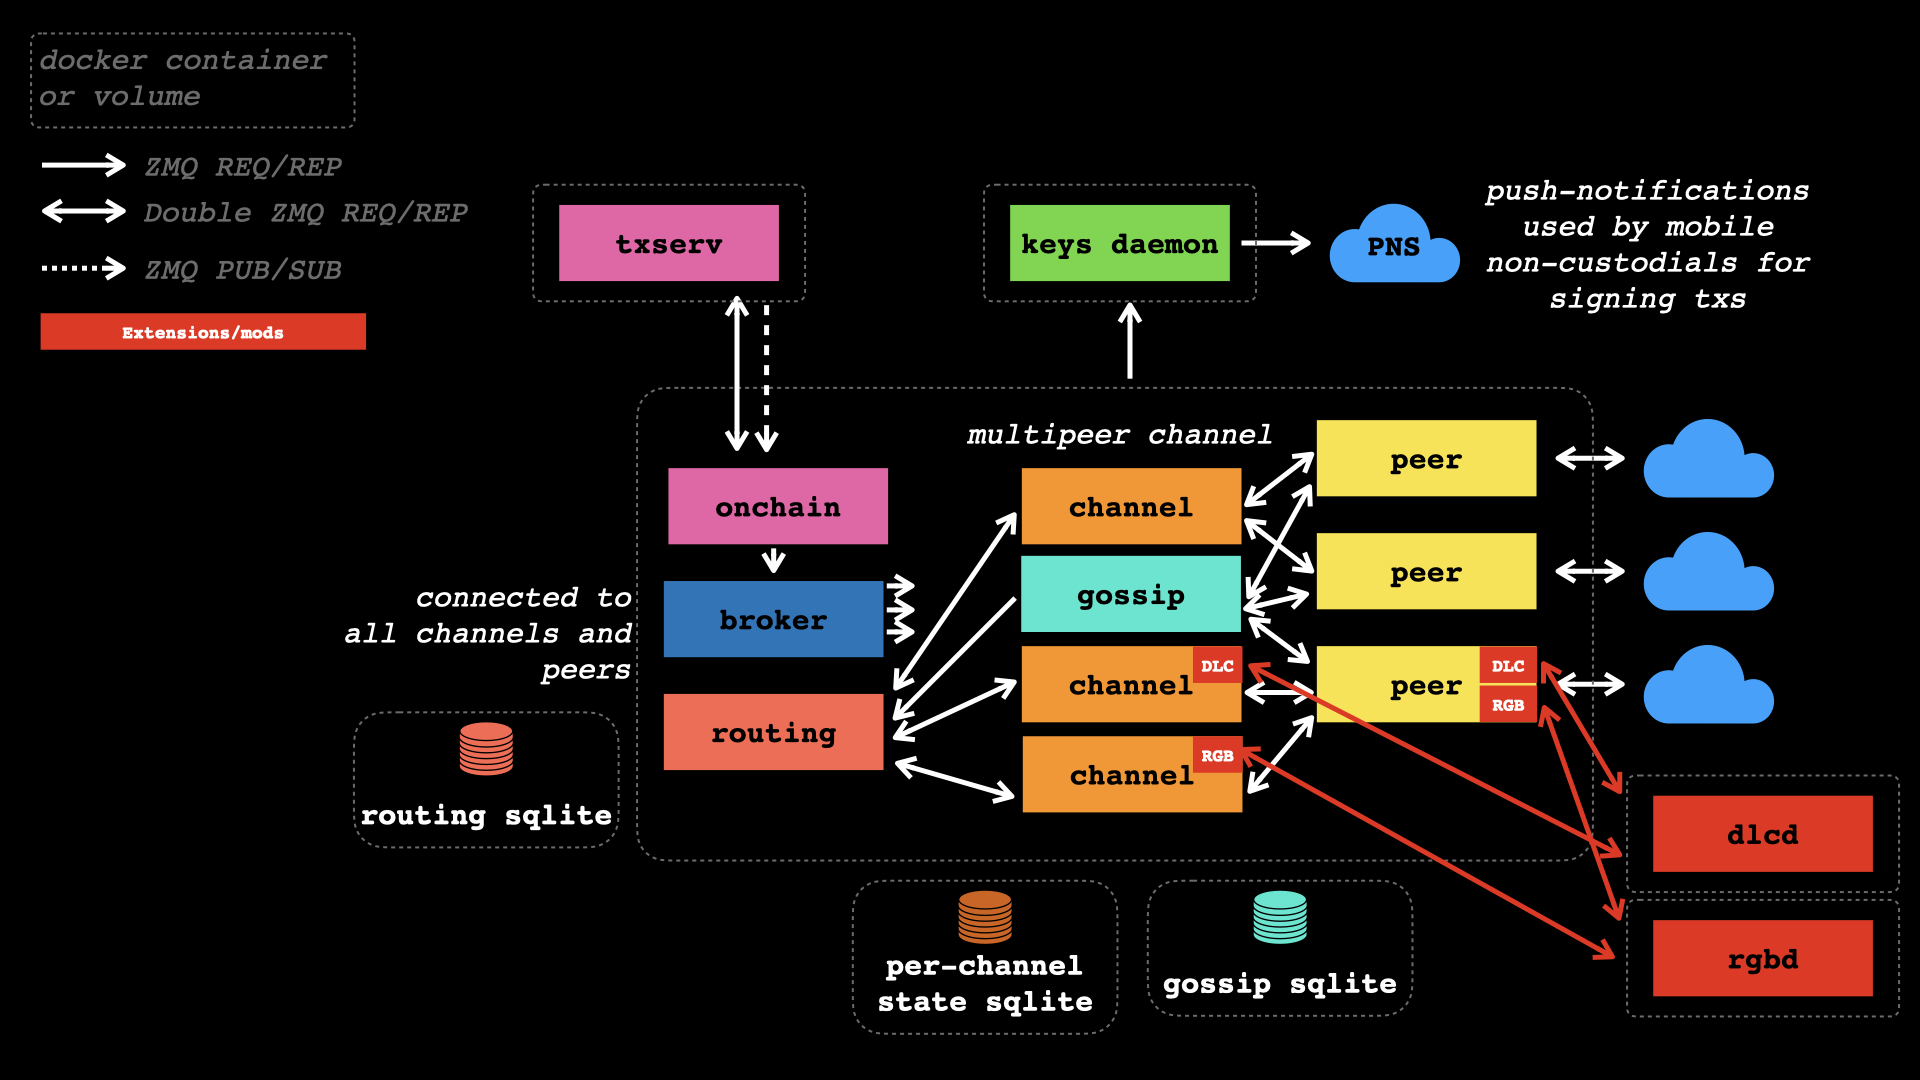 docker container
or volume
ZMQ REQ/REP
Double ZMQ REQ/REP
ZMQ PUB/SUB
Extensions/mods
txserv
keys daemon
PNS
push-notifications
used by mobile
non-custodials for
signing txs
multipeer channel
onchain
broker
routing
connected to
all channels and
peers
channel
gossip
channel
DLC
channel
RGB
peer
peer
peer
DLC
RGB
routing sqlite
per-channel
state sqlite
gossip sqlite
dlcd
rgbd